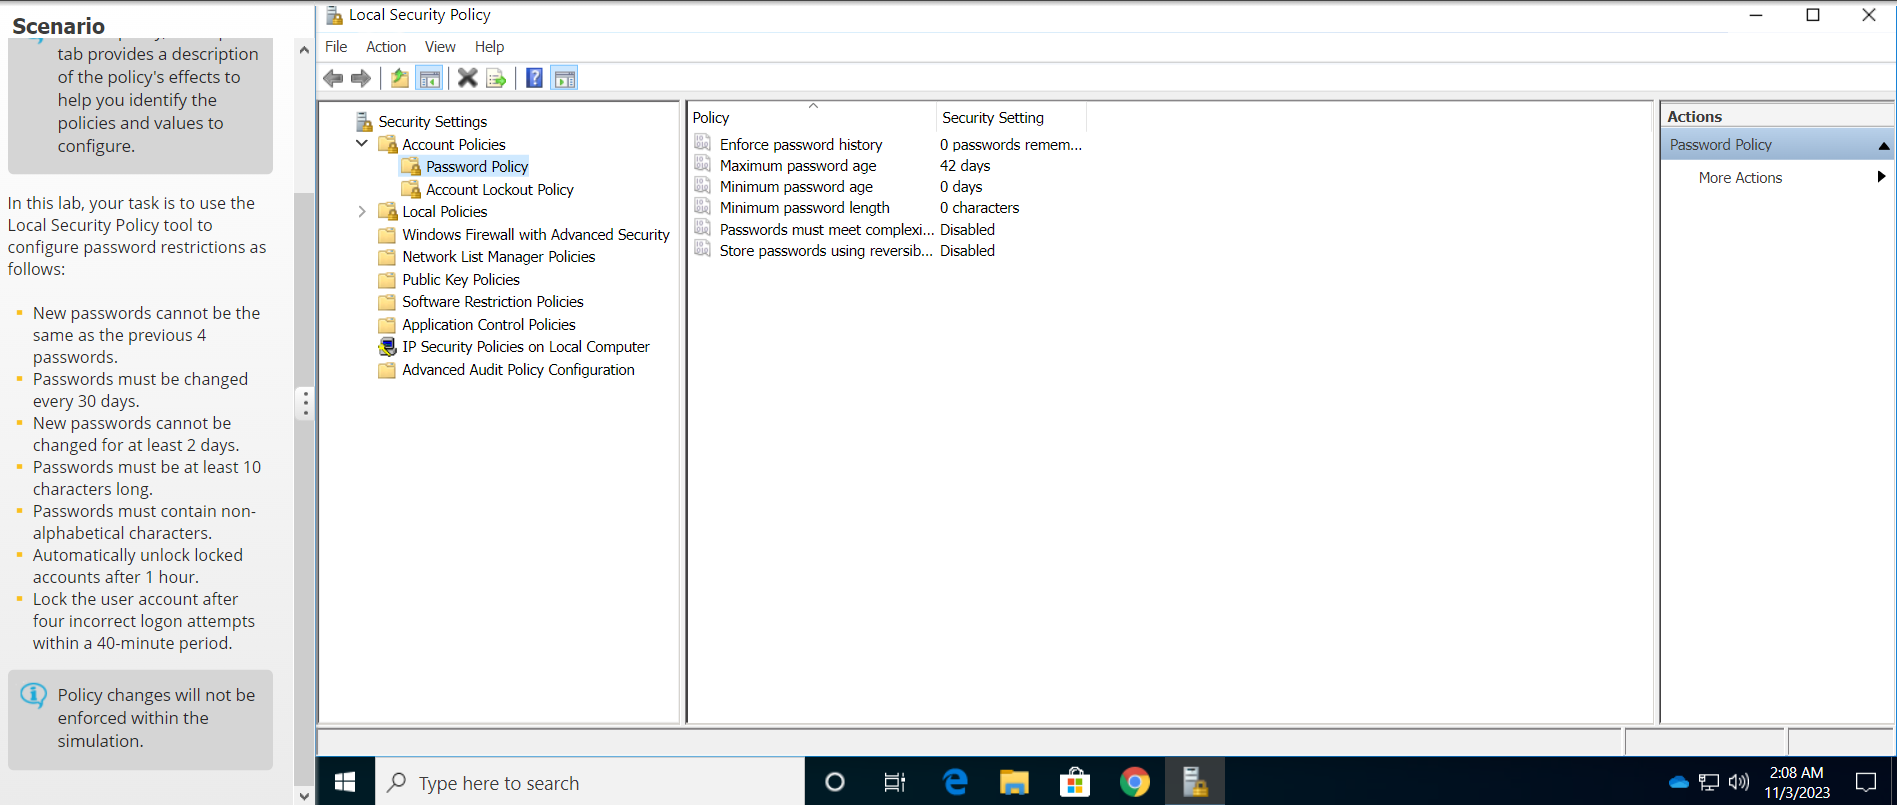 Scenario
tab provides a description
of the policy's effects to
help you identify the
policies and values to
configure.
In this lab, your task is to use the
Local Security Policy tool to
configure password restrictions as
follows:
New passwords cannot be the
same as the previous 4
passwords.
Passwords must be changed
every 30 days.
New passwords cannot be
changed for at least 2 days.
Passwords must be at least 10
characters long.
Passwords must contain non-
alphabetical characters.
Automatically unlock locked
accounts after 1 hour.
Lock the user account after
four incorrect logon attempts
within a 40-minute period.
Policy changes will not be
enforced within the
simulation.
Local Security Policy
File Action View Help
Security Settings
Account Policies
Password Policy
Account Lockout Policy
Local Policies
Windows Firewall with Advanced Security
Network List Manager Policies
Public Key Policies
Software Restriction Policies
Application Control Policies
IP Security Policies on Local Computer
Advanced Audit Policy Configuration
Policy Security Setting
Enforce password history 0 passwords remem...
Maximum password age 42 days
Minimum password age 0 days
Minimum password length 0 characters
Passwords must meet complexi... Disabled
Store passwords using reversib... Disabled
Actions
Password Policy
More Actions
Type here to search
2:08 AM
11/3/2023